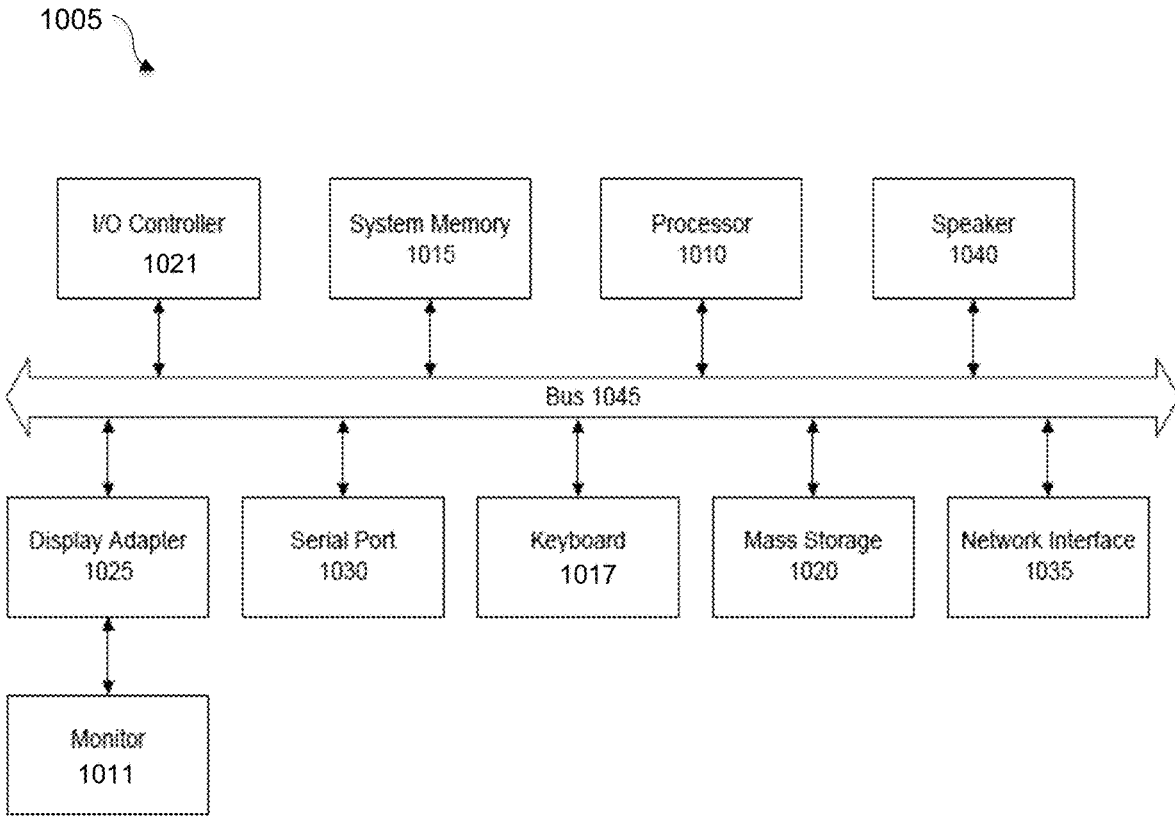 1005
I/O Controller
1021
System Memory
1015
Processor
1010
Speaker
1040
Bus 1045
Display Adapter
1025
Serial Port
1030
Keyboard
1017
Mass Storage
1020
Network Interface
1035
Monitor
1011